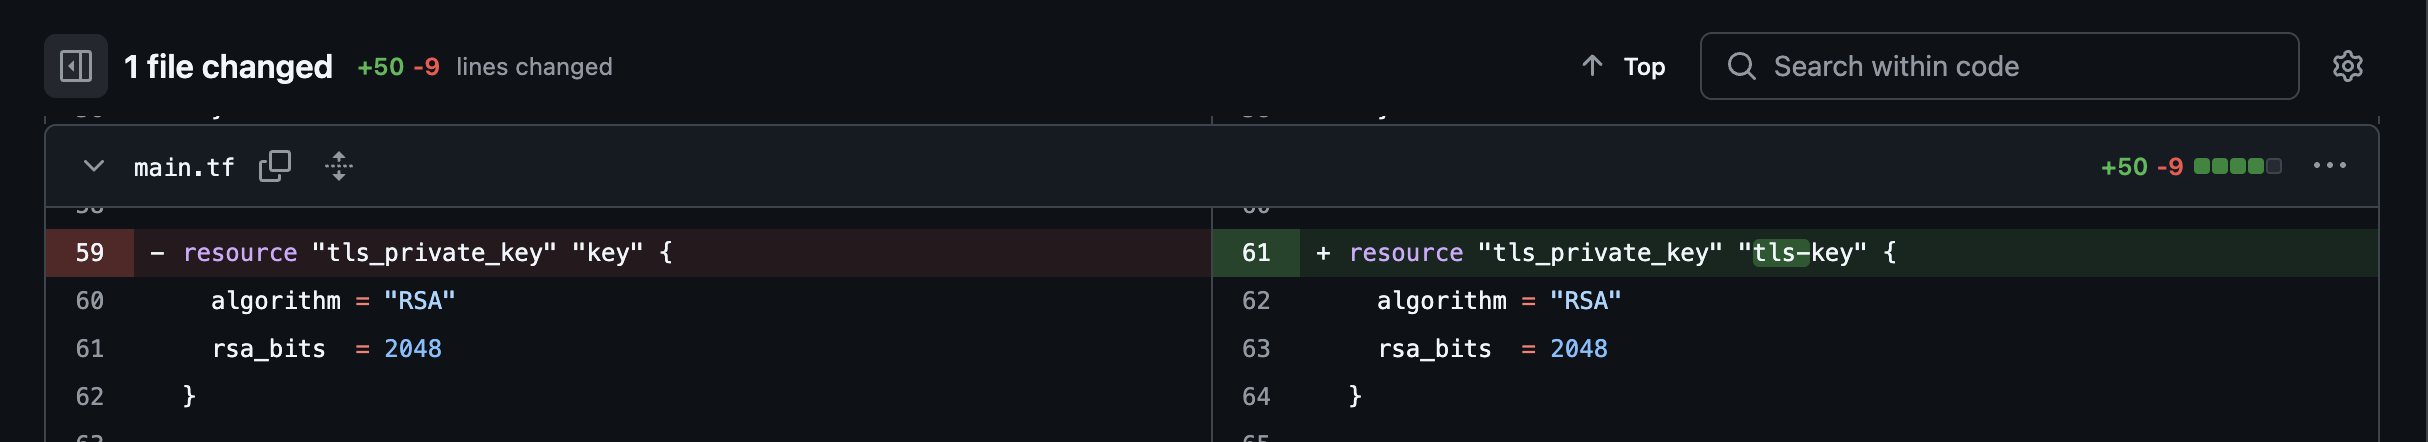 1 file changed +50 -9 lines changed
Top
Search within code
main.tf
+50 -9
59 - resource "tls_private_key" "key" {
60 algorithm = "RSA"
61 rsa_bits = 2048
62 }
61 + resource "tls_private_key" "tls-key" {
62 algorithm = "RSA"
63 rsa_bits = 2048
64 }